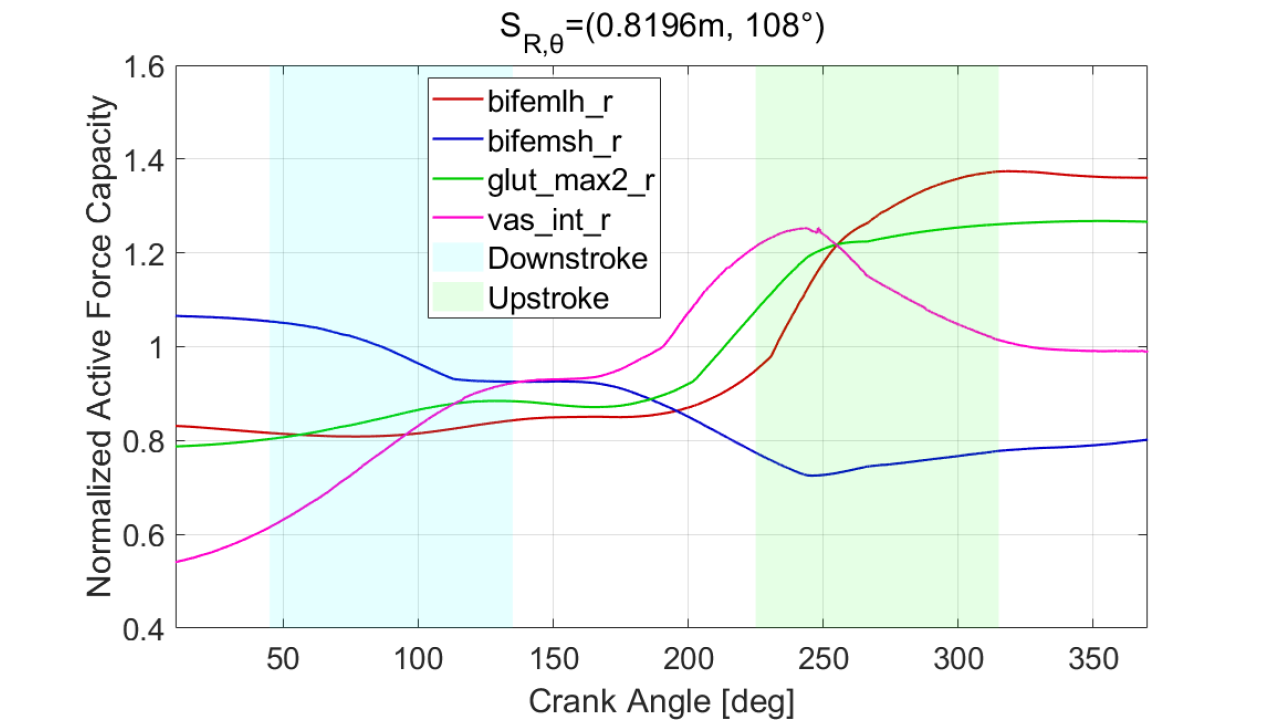 S_R,θ=(0.8196m, 108°)
Normalized Active Force Capacity
1.6
1.4
1.2
1
0.8
0.6
0.4
bifemlh_r
bifemsh_r
glut_max2_r
vas_int_r
Downstroke
Upstroke
50 100 150 200 250 300 350
Crank Angle [deg]